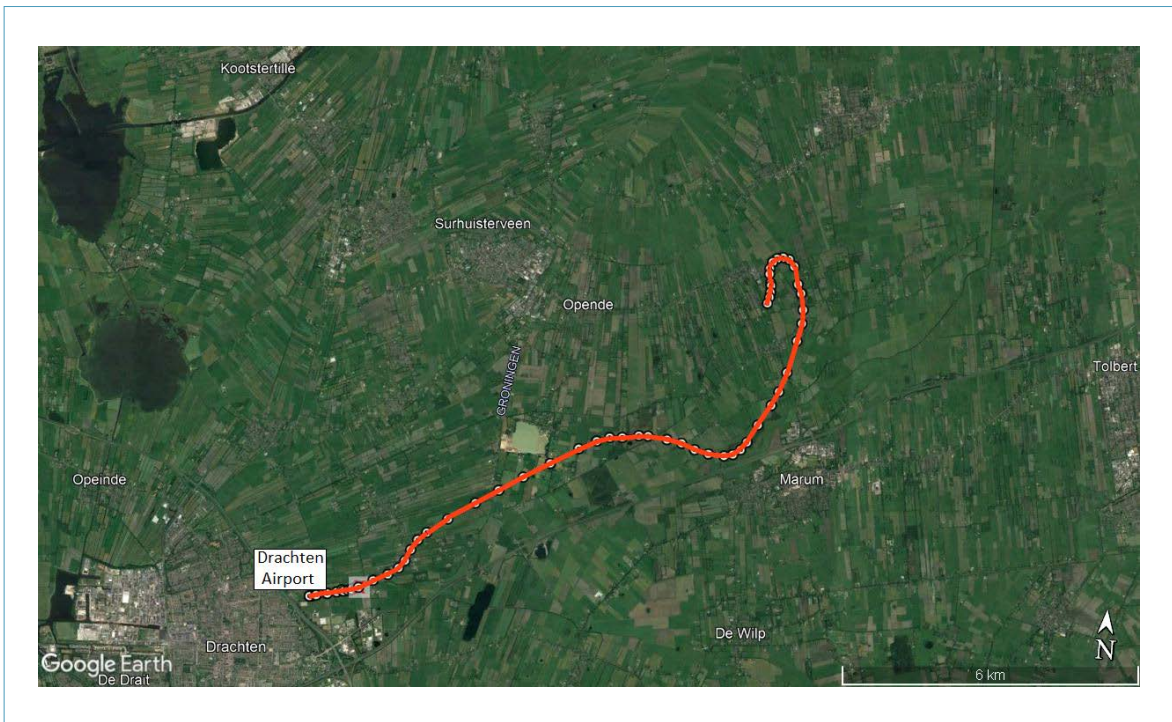 Kootstertille
Surhuisterveen
Opende
GRONINGEN
Tolbert
Opeinde
Marum
Drachten
Airport
De Wilp
Drachten
N
Google Earth
De Drait
6 km